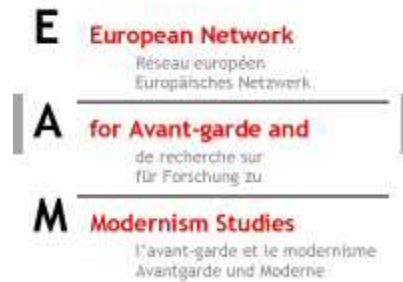 E European Network
Réseau européen
Europäisches Netzwerk
A for Avant-garde and
de recherche sur
für Forschung zu
M Modernism Studies
l'avant-garde et le modernisme
Avantgarde und Moderne